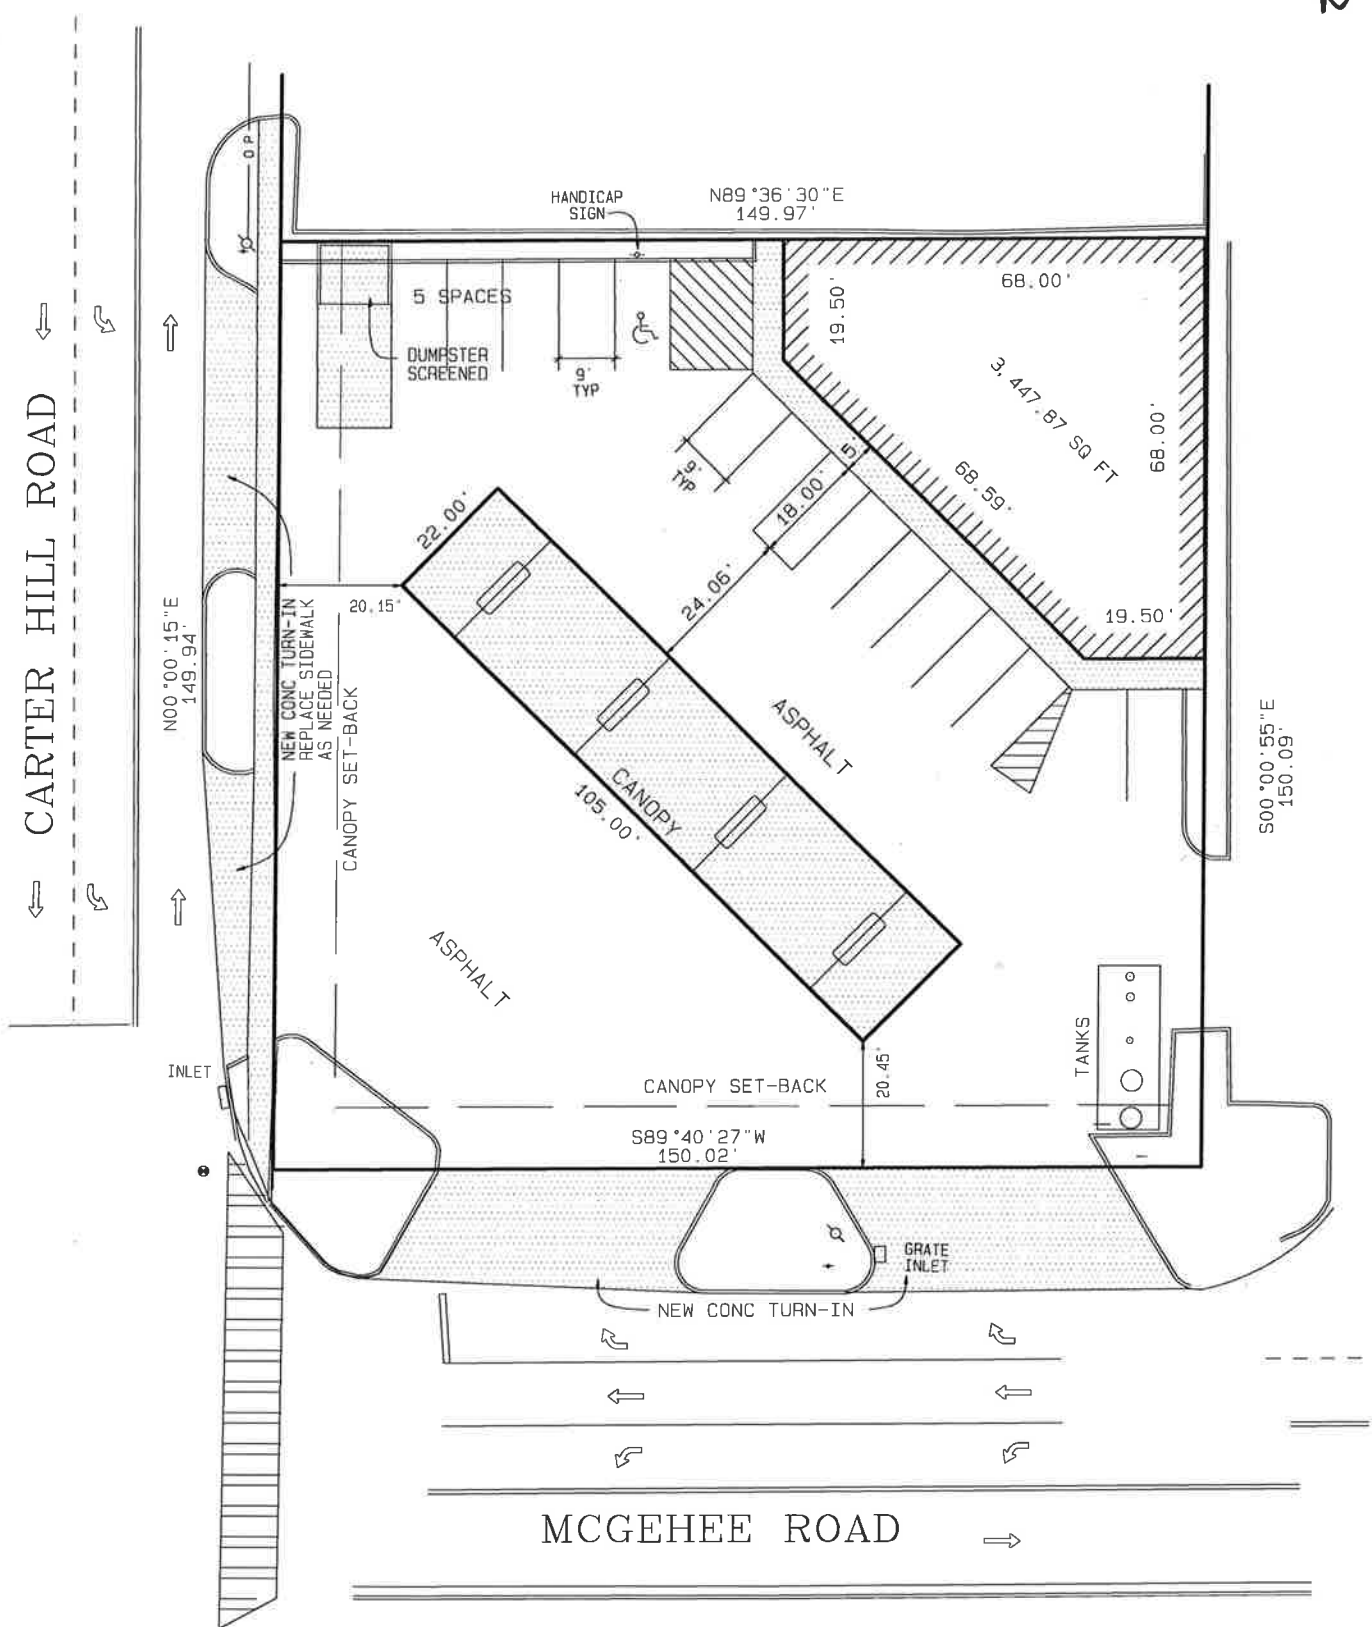 HANDICAP
SIGN
N89°36'30"E
149.97'
OP
5 SPACES
DUMPSTER
SCREENED
9'
TYP
19.50'
68.00'
3,447.87 SQ FT
68.00'
68.59'
19.50'
9'
TYP
5'
18.00'
24.06'
22.00'
20.15'
CARTER HILL ROAD
N00°00'15"E
149.94'
NEW CONC TURN-IN
REPLACE SIDEWALK
AS NEEDED
CANOPY SET-BACK
CANOPY
105.00'
ASPHALT
ASPHALT
S00°00'55"E
150.09'
TANKS
INLET
20.45'
CANOPY SET-BACK
S89°40'27"W
150.02'
GRATE
INLET
NEW CONC TURN-IN
MCGEHEE ROAD